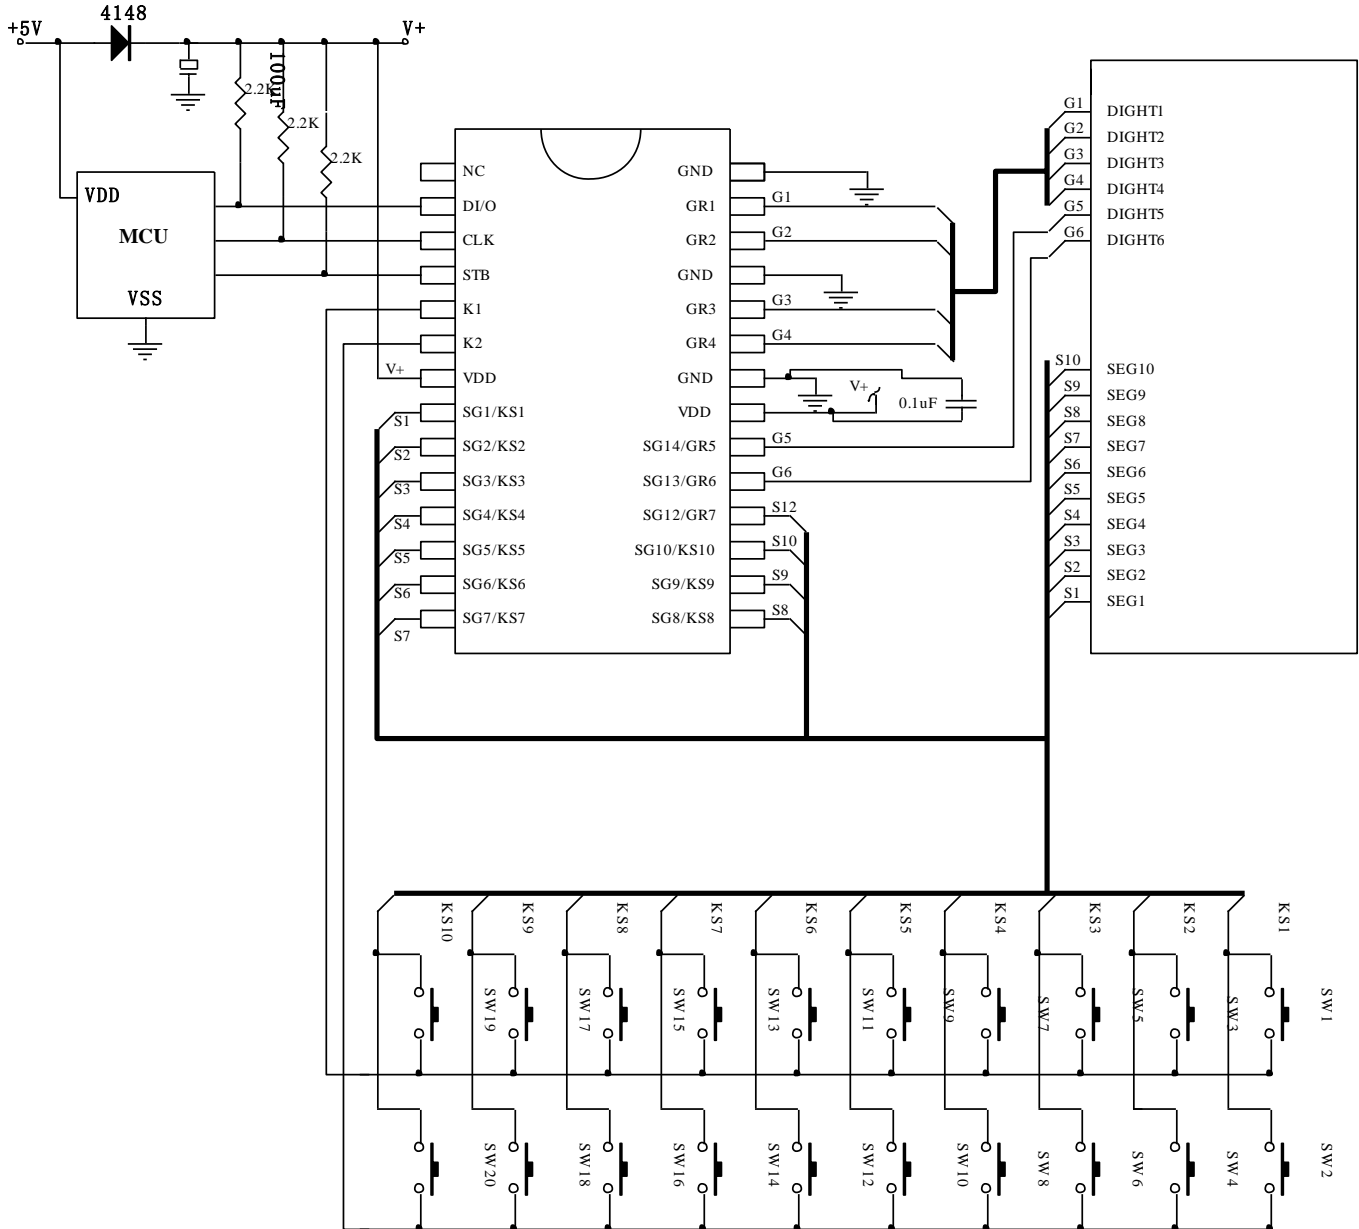 4148
+5V
V+
100uF
2.2K
2.2K
2.2K
VDD
MCU
VSS
NC
DI/O
CLK
STB
K1
K2
V+
VDD
S1
SG1/KS1
S2
SG2/KS2
S3
SG3/KS3
S4
SG4/KS4
S5
SG5/KS5
S6
SG6/KS6
S7
SG7/KS7
GND
GR1
G1
GR2
G2
GND
GR3
G3
GR4
G4
GND
V+
0.1uF
VDD
SG14/GR5
G5
SG13/GR6
G6
SG12/GR7
S12
SG10/KS10
S10
SG9/KS9
S9
SG8/KS8
S8
G1
DIGHT1
G2
DIGHT2
G3
DIGHT3
G4
DIGHT4
G5
DIGHT5
G6
DIGHT6
S10
SEG10
S9
SEG9
S8
SEG8
S7
SEG7
S6
SEG6
S5
SEG5
S4
SEG4
S3
SEG3
S2
SEG2
S1
SEG1
KS10
KS9
KS8
KS7
KS6
KS5
KS4
KS3
KS2
KS1
SW19
SW17
SW15
SW13
SW11
SW9
SW7
SW5
SW3
SW1
SW20
SW18
SW16
SW14
SW12
SW10
SW8
SW6
SW4
SW2